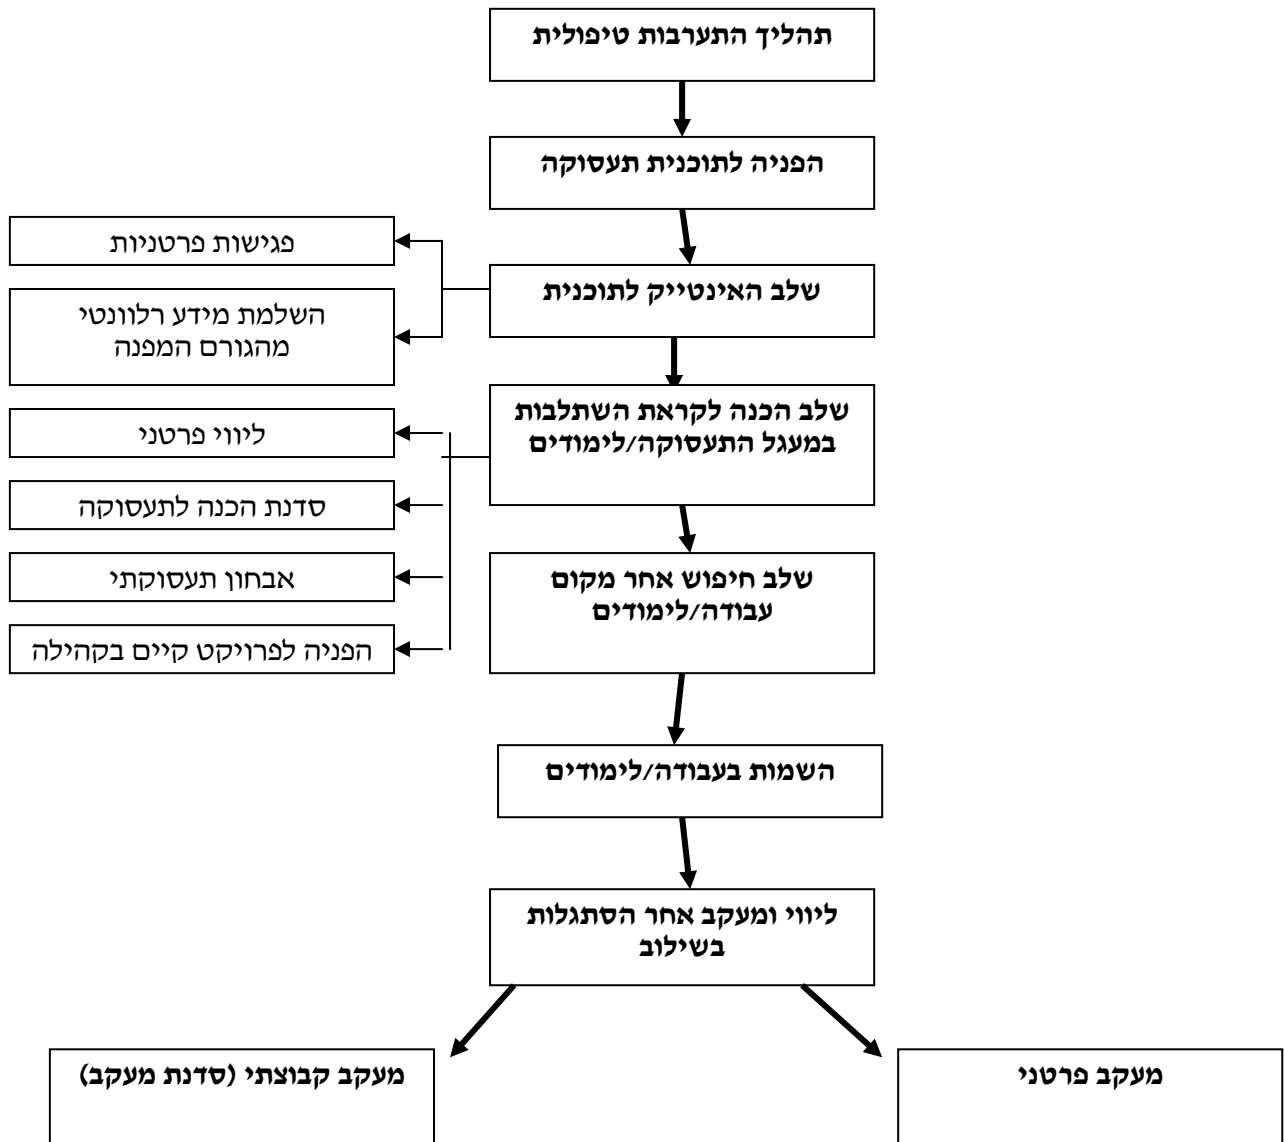 תהליך התערבות טיפולית
הפניה לתוכנית תעסוקה
שלב האינטייק לתוכנית
פגישות פרטניות
השלמת מידע רלוונטי
מהגורם המפנה
שלב הכנה לקראת השתלבות
במעגל התעסוקה/לימודים
ליווי פרטני
סדנת הכנה לתעסוקה
אבחון תעסוקתי
הפניה לפרויקט קיים בקהילה
שלב חיפוש אחר מקום
עבודה/לימודים
השמות בעבודה/לימודים
ליווי ומעקב אחר הסתגלות
בשילוב
מעקב פרטני
מעקב קבוצתי (סדנת מעקב)